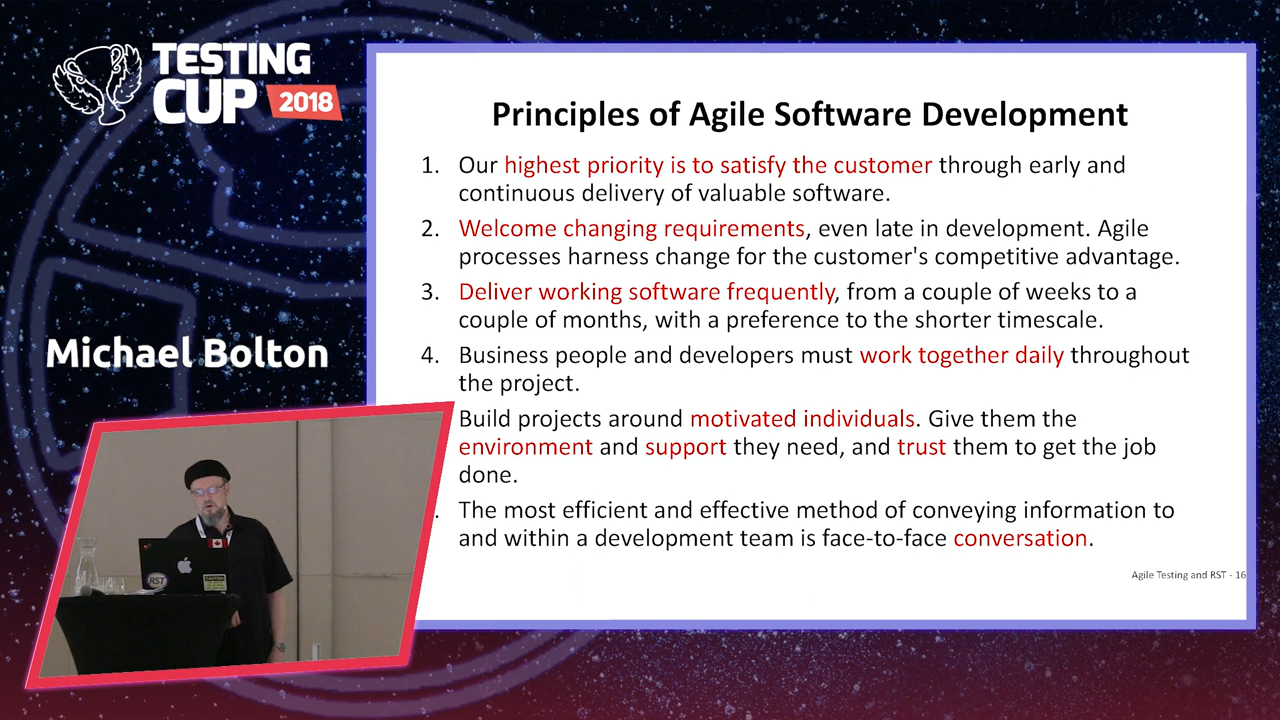 TESTING
CUP 2018
Michael Bolton
RST
CAUTION
Principles of Agile Software Development
1. Our highest priority is to satisfy the customer through early and
continuous delivery of valuable software.
2. Welcome changing requirements, even late in development. Agile
processes harness change for the customer's competitive advantage.
3. Deliver working software frequently, from a couple of weeks to a
couple of months, with a preference to the shorter timescale.
4. Business people and developers must work together daily throughout
the project.
Build projects around motivated individuals. Give them the
environment and support they need, and trust them to get the job
done.
. The most efficient and effective method of conveying information to
and within a development team is face-to-face conversation.
Agile Testing and RST - 16